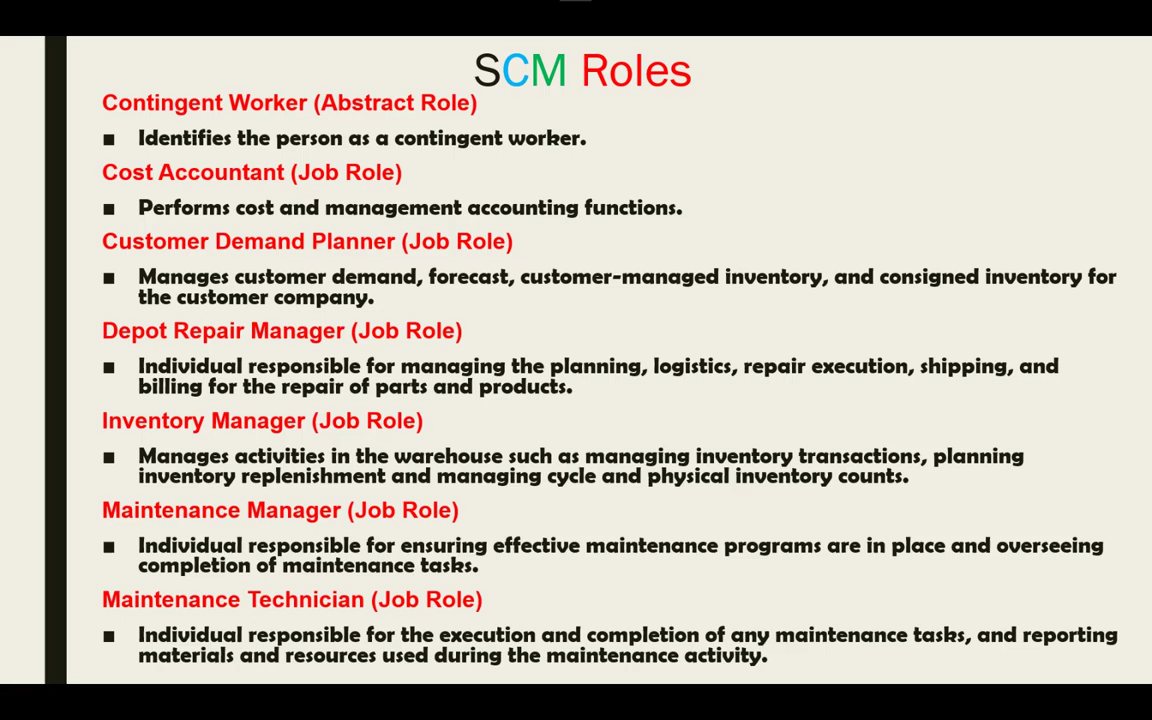 SCM Roles
Contingent Worker (Abstract Role)
■ Identifies the person as a contingent worker.
Cost Accountant (Job Role)
■ Performs cost and management accounting functions.
Customer Demand Planner (Job Role)
■ Manages customer demand, forecast, customer-managed inventory, and consigned inventory for
the customer company.
Depot Repair Manager (Job Role)
■ Individual responsible for managing the planning, logistics, repair execution, shipping, and
billing for the repair of parts and products.
Inventory Manager (Job Role)
■ Manages activities in the warehouse such as managing inventory transactions, planning
inventory replenishment and managing cycle and physical inventory counts.
Maintenance Manager (Job Role)
■ Individual responsible for ensuring effective maintenance programs are in place and overseeing
completion of maintenance tasks.
Maintenance Technician (Job Role)
■ Individual responsible for the execution and completion of any maintenance tasks, and reporting
materials and resources used during the maintenance activity.